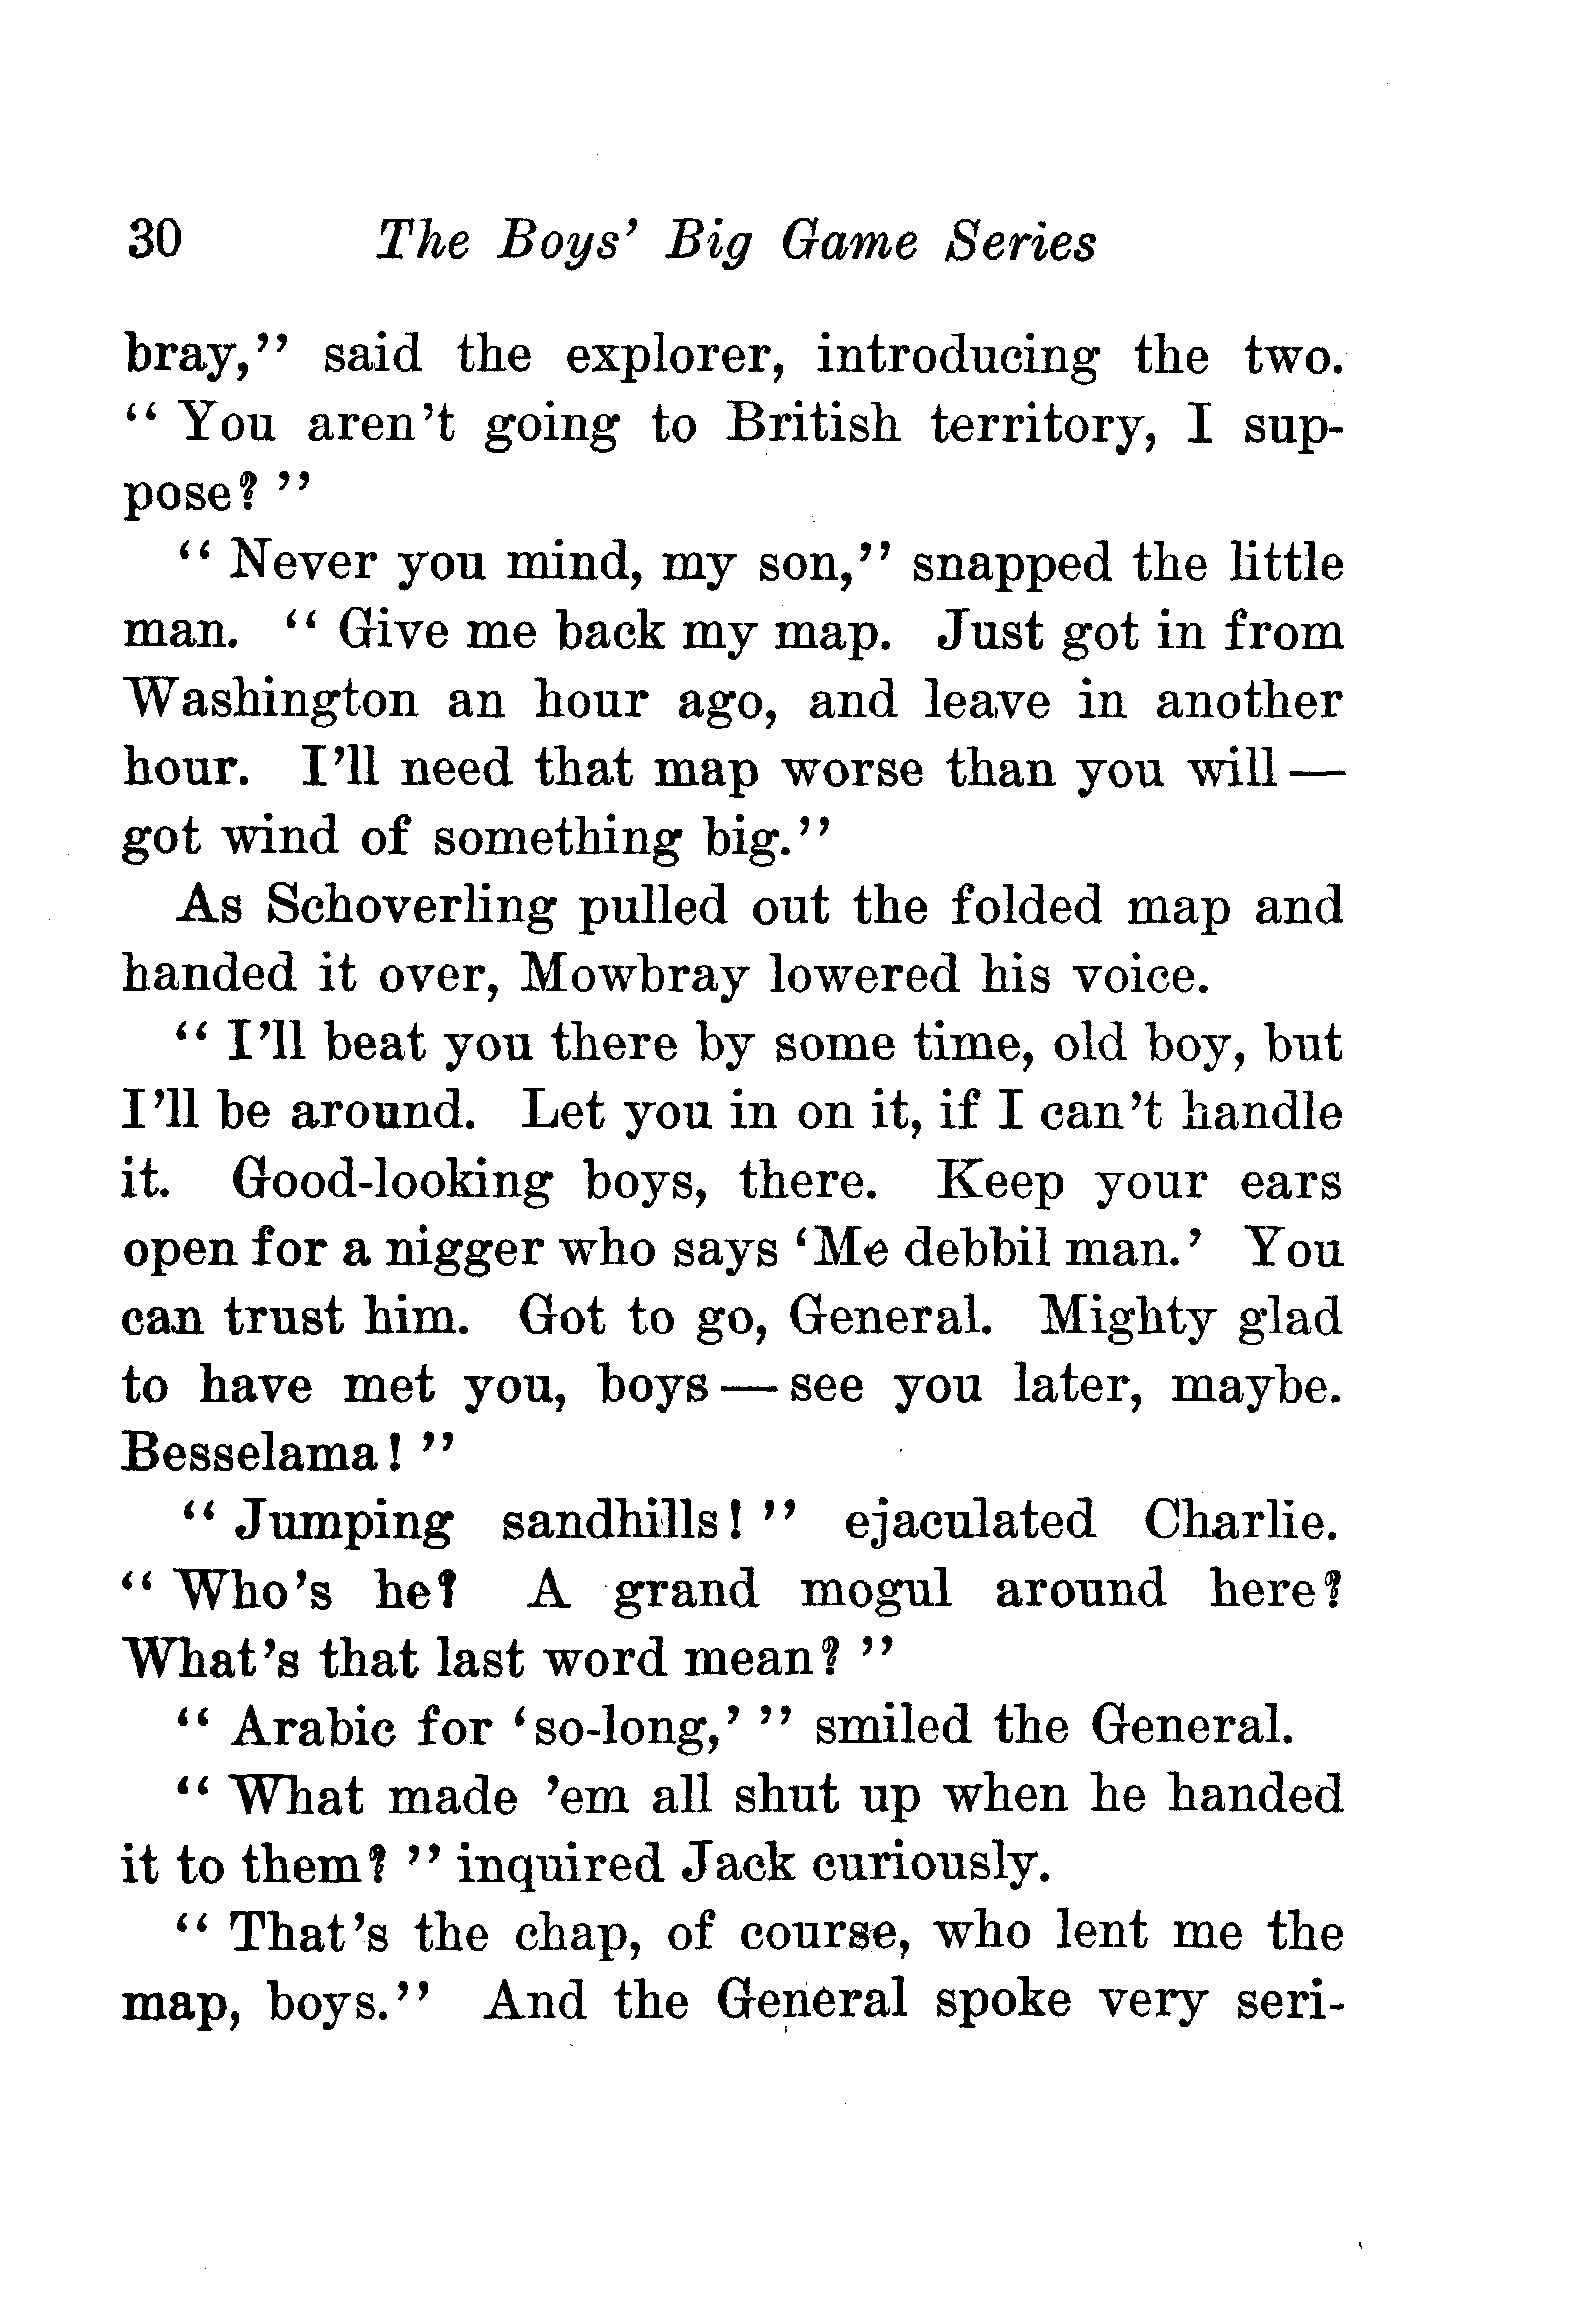 30 The Boys' Big Game Series
bray," said the explorer, introducing the two.
"You aren't going to British territory, I sup-
pose?"
"Never you mind, my son," snapped the little
man. "Give me back my map. Just got in from
Washington an hour ago, and leave in another
hour. I'll need that map worse than you will —
got wind of something big."
As Schoverling pulled out the folded map and
handed it over, Mowbray lowered his voice.
"I'll beat you there by some time, old boy, but
I'll be around. Let you in on it, if I can't handle
it. Good-looking boys, there. Keep your ears
open for a nigger who says 'Me debbil man.' You
can trust him. Got to go, General. Mighty glad
to have met you, boys — see you later, maybe.
Besselama!"
"Jumping sandhills!" ejaculated Charlie.
"Who's he? A grand mogul around here?
What's that last word mean?"
"Arabic for 'so-long,'" smiled the General.
"What made 'em all shut up when he handed
it to them?" inquired Jack curiously.
"That's the chap, of course, who lent me the
map, boys." And the General spoke very seri-